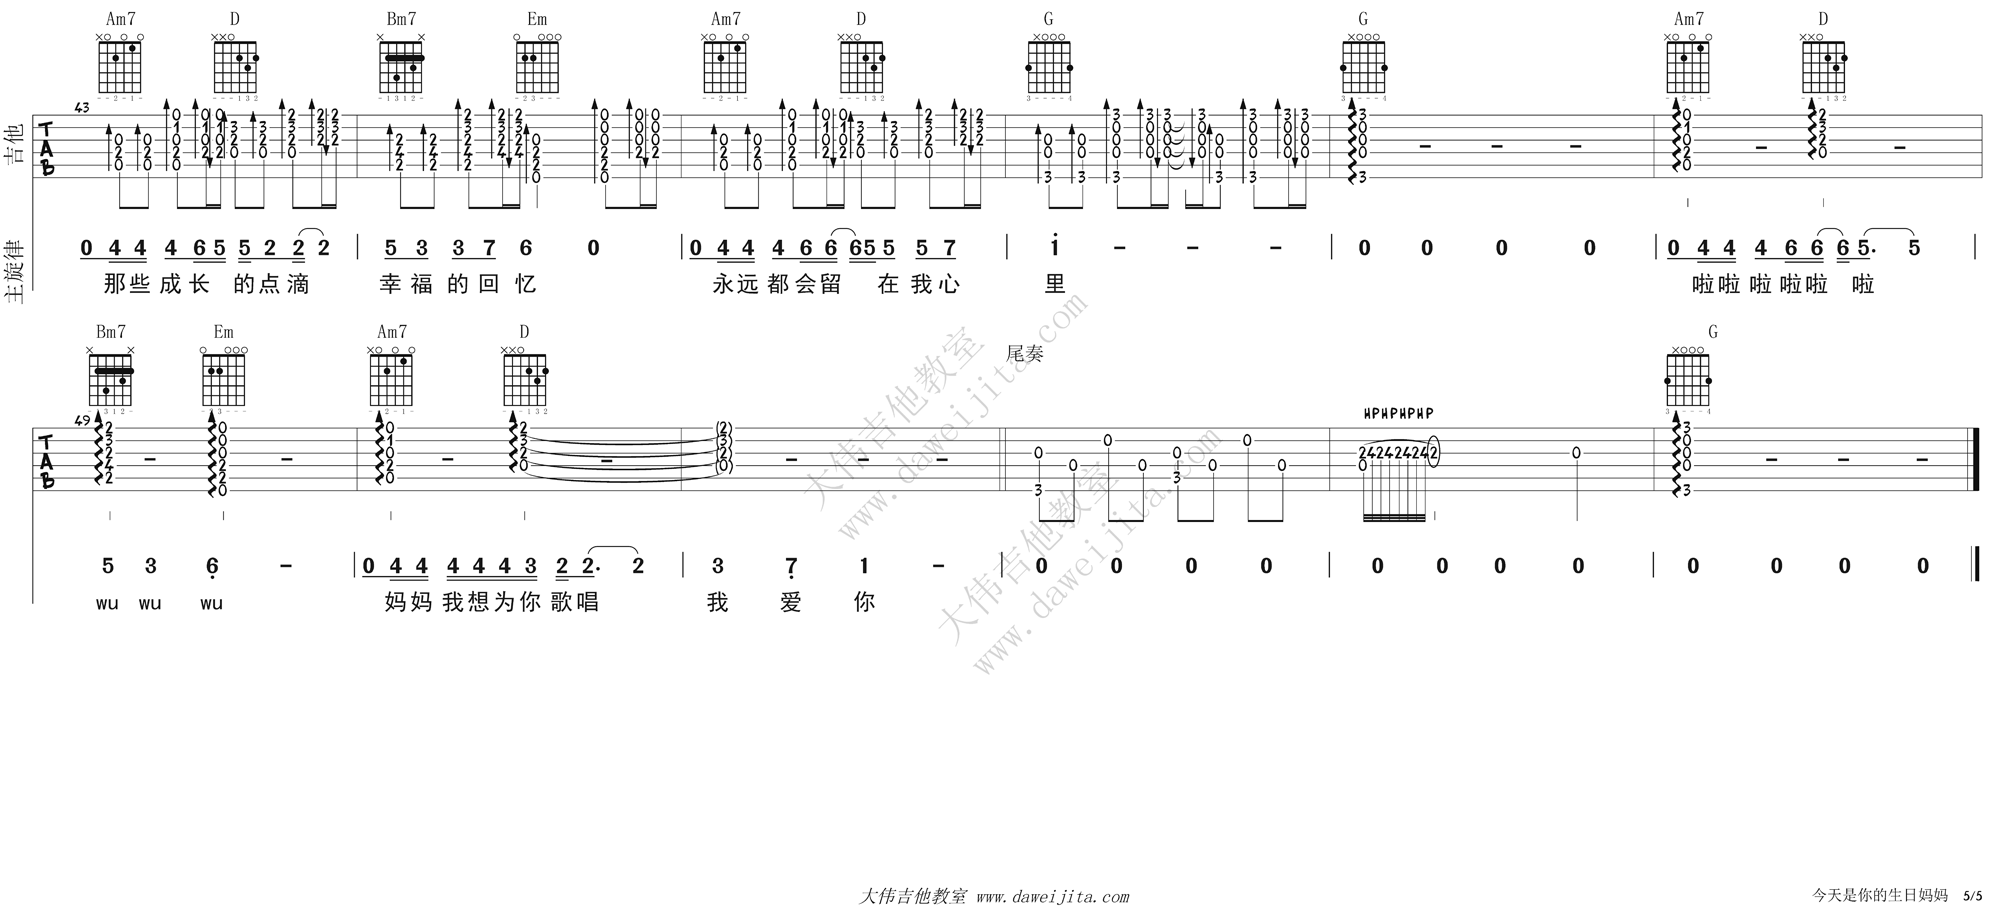 Am7 D Bm7 Em Am7 D G G Am7 D
43
吉他
TAB
主旋律
0 4 4 4 6 5 5 2 2 2 | 5 3 3 7 6 0 | 0 4 4 4 6 6 6 5 5 5 7 | i - - - | 0 0 0 0 | 0 4 4 4 6 6 6 5. 5 |
那些成长 的点滴 幸福的回忆 永远都会留 在我心 里 啦啦啦啦啦 啦
Bm7 Em Am7 D 尾奏 G
49
HPHPHPHP
TAB
5 3 6 - | 0 4 4 4 4 4 3 2 2. 2 | 3 7 1 - | 0 0 0 0 | 0 0 0 0 | 0 0 0 0
wu wu wu 妈妈我想为你歌唱 我 爱 你
大伟吉他教室
www.daweijita.com
大伟吉他教室
www.daweijita.com
大伟吉他教室 www.daweijita.com
今天是你的生日妈妈 5/5